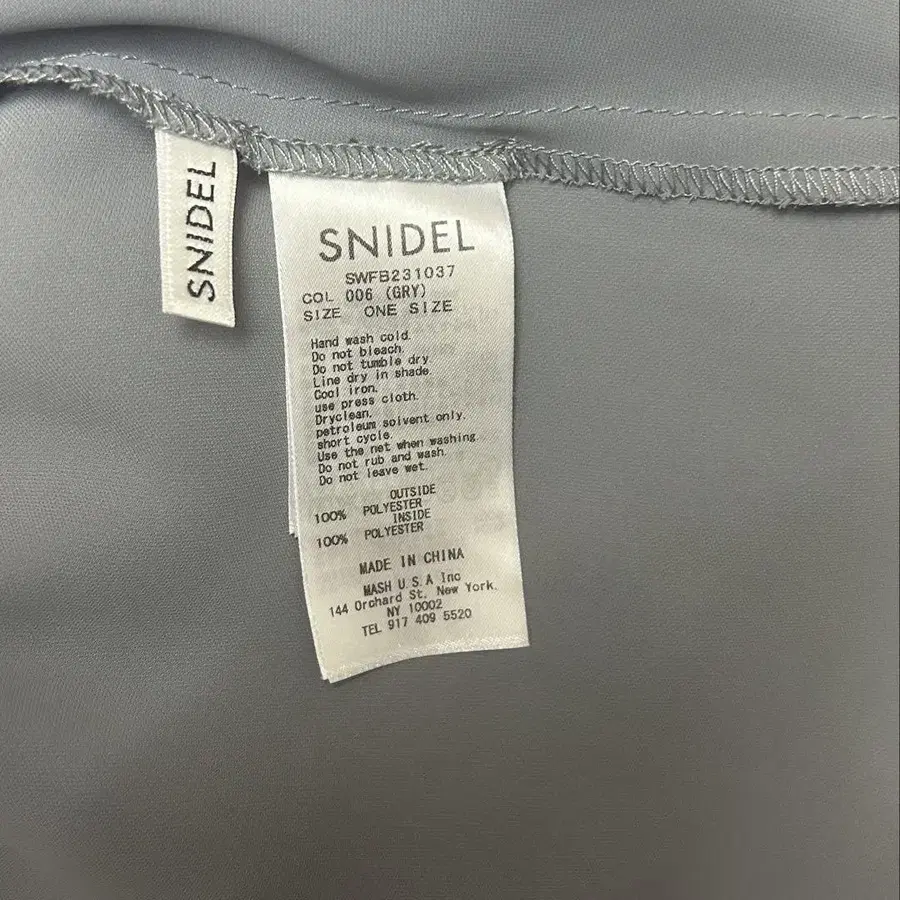 SNIDEL
SNIDEL
SWFB231037
COL 006 (GRY)
SIZE ONE SIZE
Hand wash cold.
Do not bleach.
Do not tumble dry.
Line dry in shade.
Cool iron.
use press cloth.
Dryclean.
petroleum solvent only.
short cycle.
Use the net when washing.
Do not rub and wash.
Do not leave wet.
OUTSIDE
100% POLYESTER
INSIDE
100% POLYESTER
MADE IN CHINA
MASH U.S.A Inc
144 Orchard St. New York.
NY 10002
TEL 917 409 5520